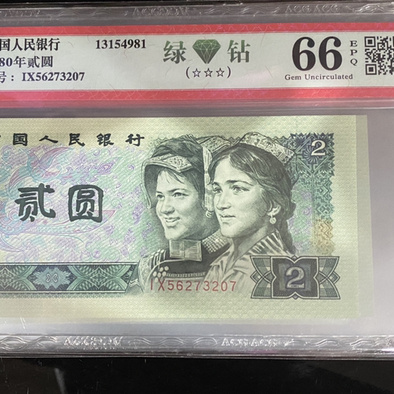 国人民银行 13154981
80年贰圆
号: IX56273207
绿 钻
(☆☆☆)
66 EPQ
Gem Uncirculated
中国人民银行
贰圆
2
IX56273207
2